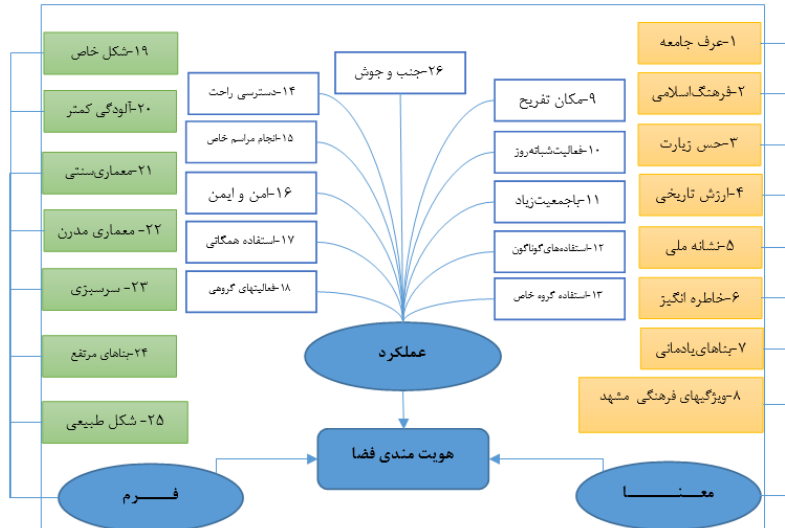 ۱-عرف جامعه
۲-فرهنگ‌اسلامی
۳- حس زیارت
۴- ارزش تاریخی
۵-نشانه ملی
۶- خاطره انگیز
۷- بناهای‌یادمانی
۸-ویژگیهای فرهنگی مشهد
معـــنـــــا
۲۶-جنب و جوش
۹-مکان تفریح
۱۰-فعالیت‌شبانه‌روز
۱۱-باجمعیت‌زیاد
۱۲-استفاده‌های‌گوناگون
۱۳-استفاده گروه خاص
۱۴-دسترسی راحت
۱۵-انجام مراسم خاص
۱۶-امن و ایمن
۱۷-استفاده همگانی
۱۸-فعالیتهای گروهی
عملکرد
هویت مندی فضا
۱۹-شکل خاص
۲۰-آلودگی کمتر
۲۱-معماری‌سنتی
۲۲- معماری مدرن
۲۳- سرسبزی
۲۴-بناهای مرتفع
۲۵- شکل طبیعی
فـــــرم